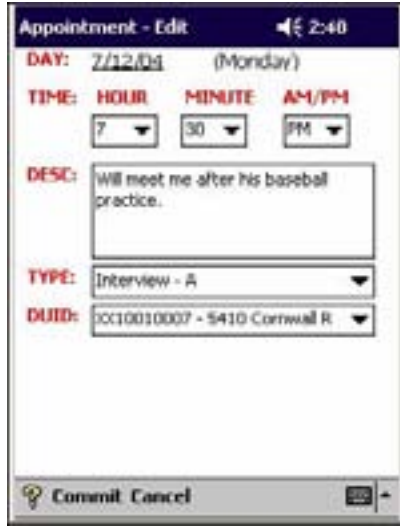 Appointment - Edit 2:40
DAY: 7/12/04 (Monday)
TIME: HOUR MINUTE AM/PM
7 30 PM
DESC: Will meet me after his baseball
practice.
TYPE: Interview - A
DUID: XX10010007 - 5410 Cornwall R
Commit Cancel